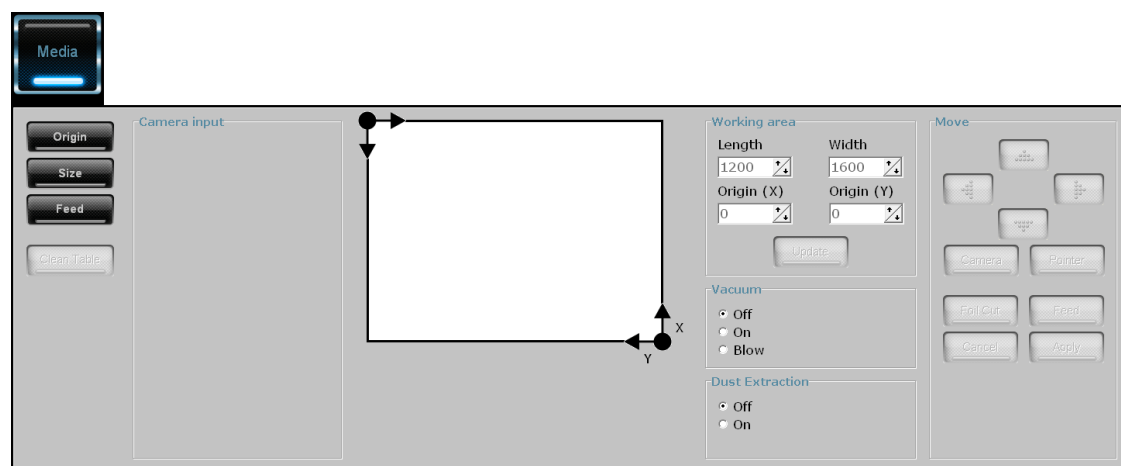 Media
Origin
Size
Feed
Clean Table
Camera input
X
Y
Working area
Length Width
1200 1600
Origin (X) Origin (Y)
0 0
Update
Vacuum
Off
On
Blow
Dust Extraction
Off
On
Move
Camera Pointer
Foil Cut Feed
Cancel Apply